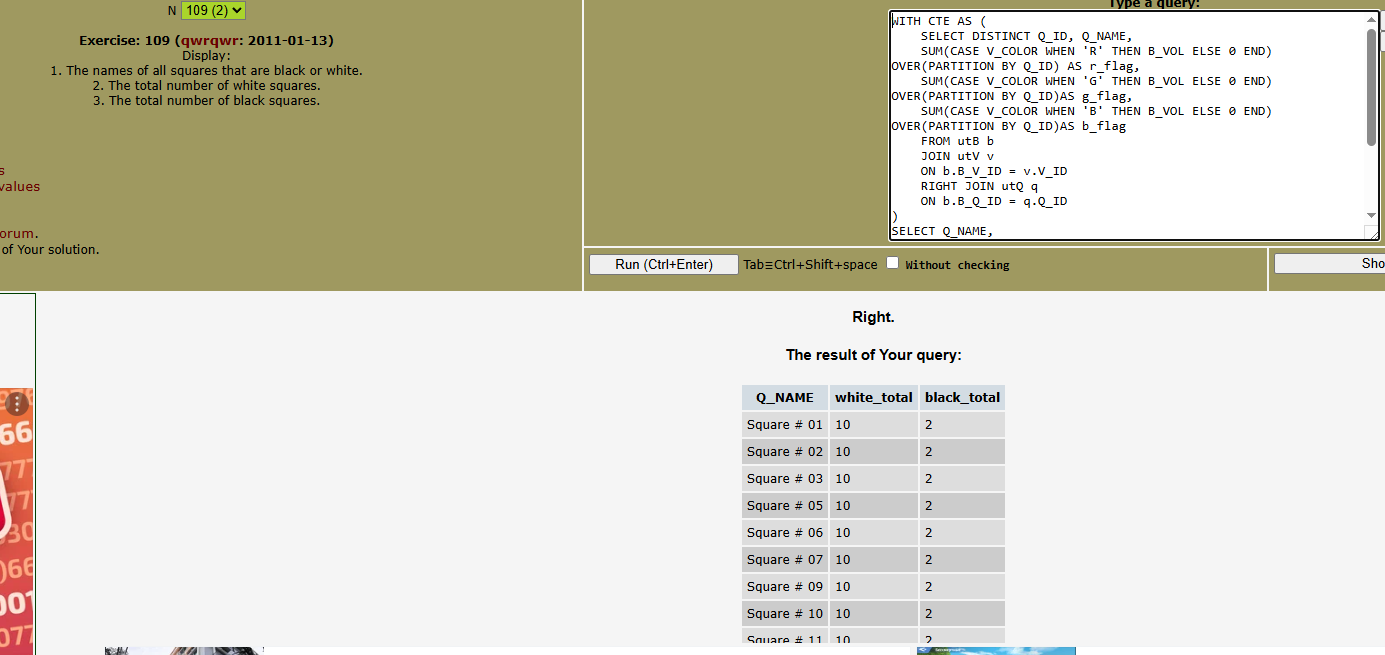 N 109 (2)
Exercise: 109 (qwrqwr: 2011-01-13)
Display:
1. The names of all squares that are black or white.
2. The total number of white squares.
3. The total number of black squares.
s
values
orum.
of Your solution.
Type a query:
WITH CTE AS (
SELECT DISTINCT Q_ID, Q_NAME,
SUM(CASE V_COLOR WHEN 'R' THEN B_VOL ELSE 0 END)
OVER(PARTITION BY Q_ID) AS r_flag,
SUM(CASE V_COLOR WHEN 'G' THEN B_VOL ELSE 0 END)
OVER(PARTITION BY Q_ID)AS g_flag,
SUM(CASE V_COLOR WHEN 'B' THEN B_VOL ELSE 0 END)
OVER(PARTITION BY Q_ID)AS b_flag
FROM utB b
JOIN utV v
ON b.B_V_ID = v.V_ID
RIGHT JOIN utQ q
ON b.B_Q_ID = q.Q_ID
)
SELECT Q_NAME,
Run (Ctrl+Enter) Tab≡Ctrl+Shift+space Without checking
Sho
Right.
The result of Your query:
Q_NAME white_total black_total
Square # 01 10 2
Square # 02 10 2
Square # 03 10 2
Square # 05 10 2
Square # 06 10 2
Square # 07 10 2
Square # 09 10 2
Square # 10 10 2
Square # 11 10 2